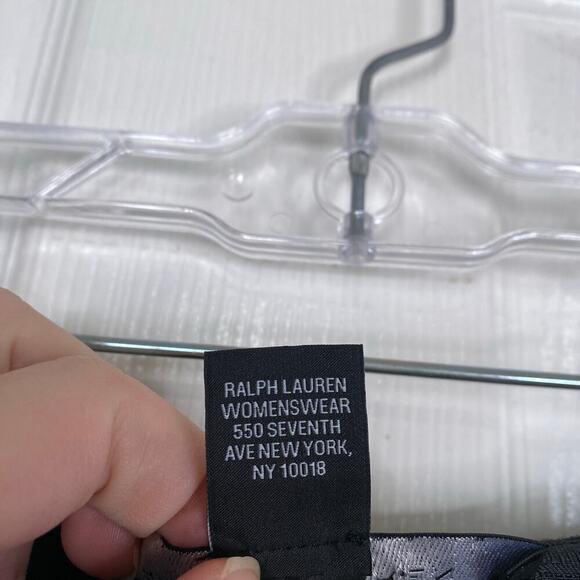 RALPH LAUREN
WOMENSWEAR
550 SEVENTH
AVE NEW YORK,
NY 10018